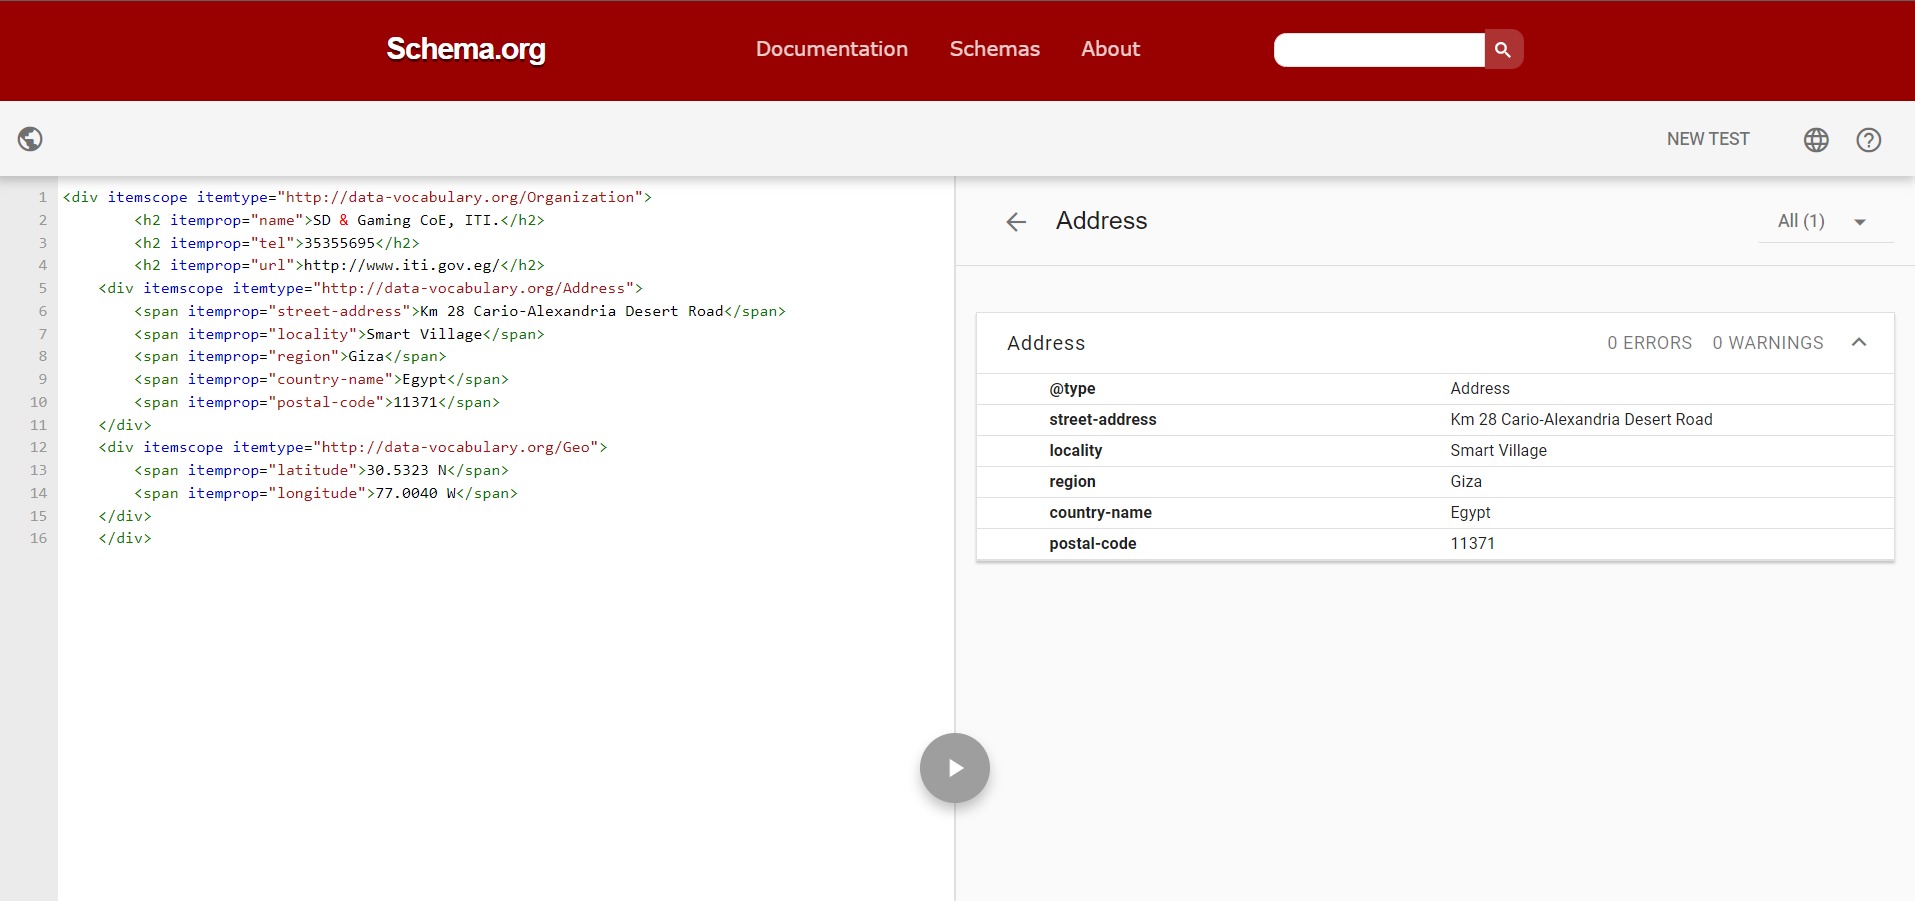 Schema.org
Documentation Schemas About
NEW TEST
1 <div itemscope itemtype="http://data-vocabulary.org/Organization">
2 <h2 itemprop="name">SD & Gaming CoE, ITI.</h2>
3 <h2 itemprop="tel">35355695</h2>
4 <h2 itemprop="url">http://www.iti.gov.eg/</h2>
5 <div itemscope itemtype="http://data-vocabulary.org/Address">
6 <span itemprop="street-address">Km 28 Cario-Alexandria Desert Road</span>
7 <span itemprop="locality">Smart Village</span>
8 <span itemprop="region">Giza</span>
9 <span itemprop="country-name">Egypt</span>
10 <span itemprop="postal-code">11371</span>
11 </div>
12 <div itemscope itemtype="http://data-vocabulary.org/Geo">
13 <span itemprop="latitude">30.5323 N</span>
14 <span itemprop="longitude">77.0040 W</span>
15 </div>
16 </div>
Address All (1)
Address 0 ERRORS 0 WARNINGS
@type Address
street-address Km 28 Cario-Alexandria Desert Road
locality Smart Village
region Giza
country-name Egypt
postal-code 11371